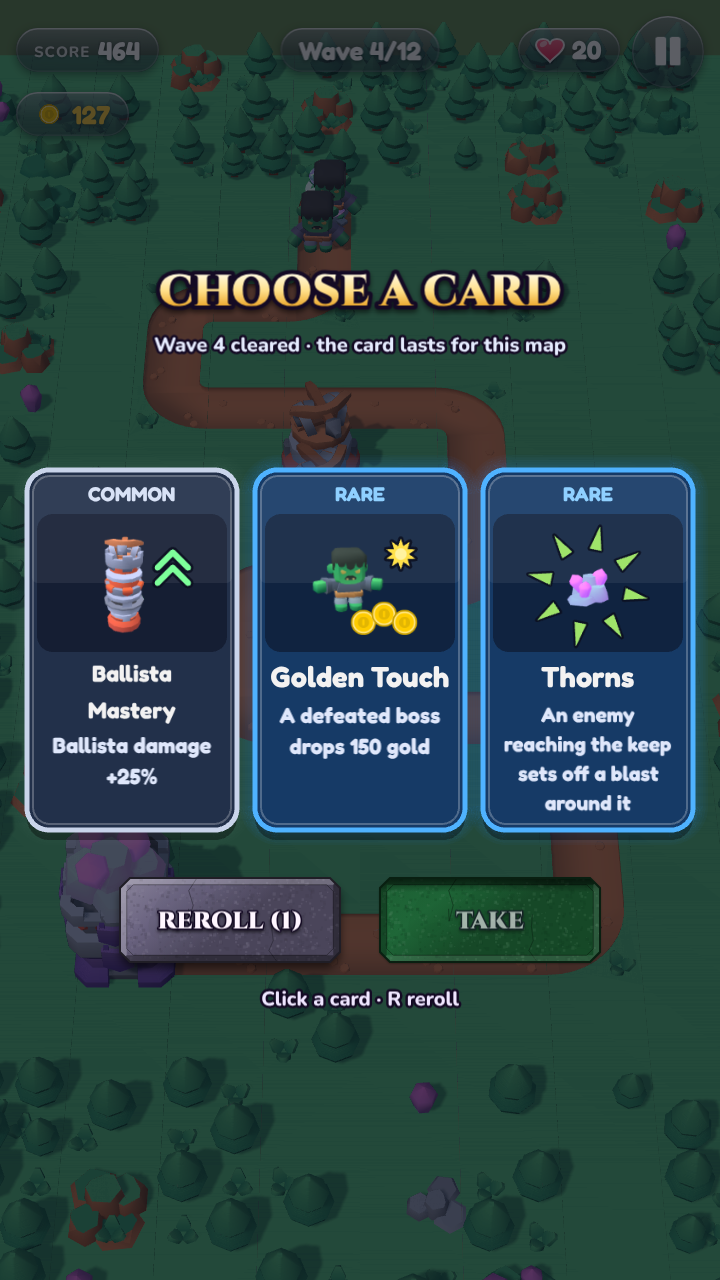 SCORE 464
Wave 4/12
20
127
CHOOSE A CARD
Wave 4 cleared · the card lasts for this map
COMMON
Ballista
Mastery
Ballista damage
+25%
RARE
Golden Touch
A defeated boss
drops 150 gold
RARE
Thorns
An enemy
reaching the keep
sets off a blast
around it
REROLL (1)
TAKE
Click a card · R reroll